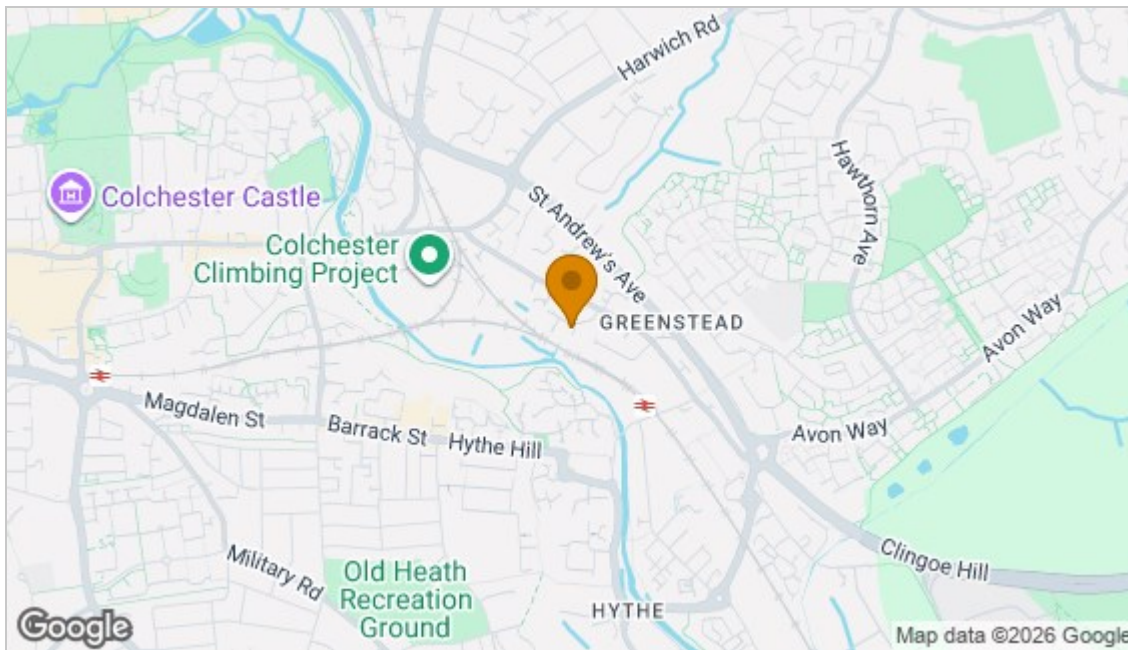 Harwich Rd
Hawthorn Ave
Colchester Castle
St Andrew's Ave
Colchester
Climbing Project
GREENSTEAD
Avon Way
Magdalen St
Barrack St
Hythe Hill
Avon Way
Military Rd
Clingoe Hill
Old Heath
Recreation
Ground
HYTHE
Google
Map data ©2026 Google